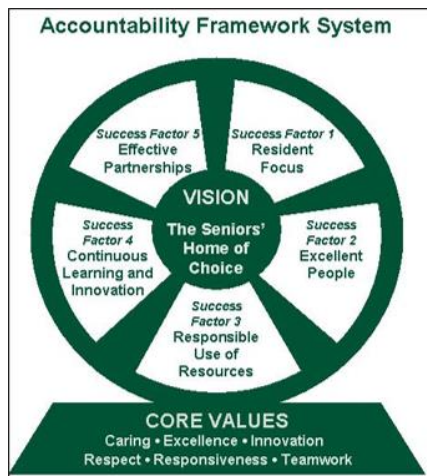 Accountability Framework System
Success Factor 5
Effective
Partnerships
Success Factor 1
Resident
Focus
VISION
The Seniors'
Home of
Choice
Success
Factor 4
Continuous
Learning and
Innovation
Success
Factor 2
Excellent
People
Success
Factor 3
Responsible
Use of
Resources
CORE VALUES
Caring • Excellence • Innovation
Respect • Responsiveness • Teamwork